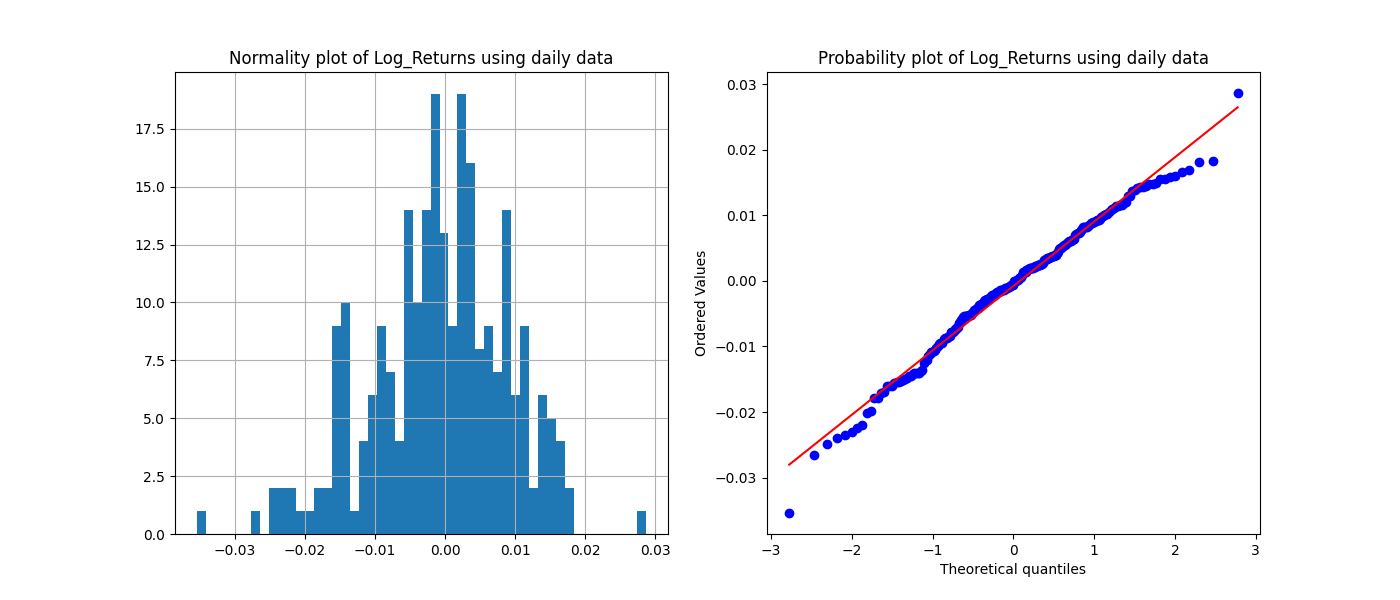 Normality plot of Log_Returns using daily data
17.5
15.0
12.5
10.0
7.5
5.0
2.5
0.0
−0.03 −0.02 −0.01 0.00 0.01 0.02 0.03
Probability plot of Log_Returns using daily data
Ordered Values
0.03
0.02
0.01
0.00
−0.01
−0.02
−0.03
−3 −2 −1 0 1 2 3
Theoretical quantiles